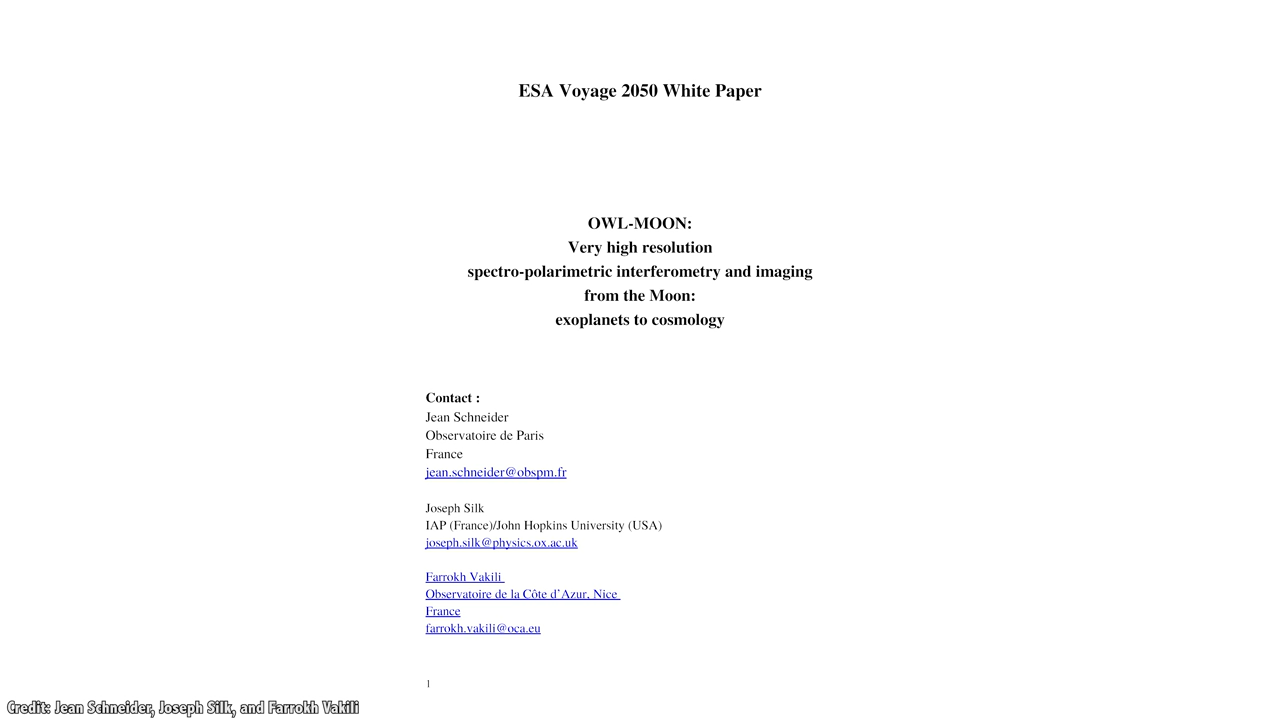 ESA Voyage 2050 White Paper
OWL-MOON:
Very high resolution
spectro-polarimetric interferometry and imaging
from the Moon:
exoplanets to cosmology
Contact :
Jean Schneider
Observatoire de Paris
France
jean.schneider@obspm.fr
Joseph Silk
IAP (France)/John Hopkins University (USA)
joseph.silk@physics.ox.ac.uk
Farrokh Vakili
Observatoire de la Côte d'Azur, Nice
France
farrokh.vakili@oca.eu
1
Credit: Jean Schneider, Joseph Silk, and Farrokh Vakili